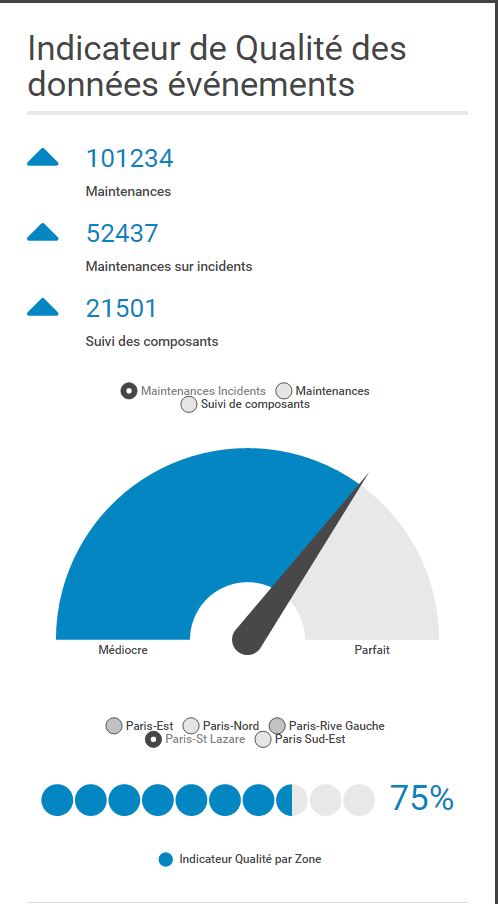 Indicateur de Qualité des
données événements
101234
Maintenances
52437
Maintenances sur incidents
21501
Suivi des composants
Maintenances Incidents Maintenances
Suivi de composants
Médiocre Parfait
Paris-Est Paris-Nord Paris-Rive Gauche
Paris-St Lazare Paris Sud-Est
75%
Indicateur Qualité par Zone